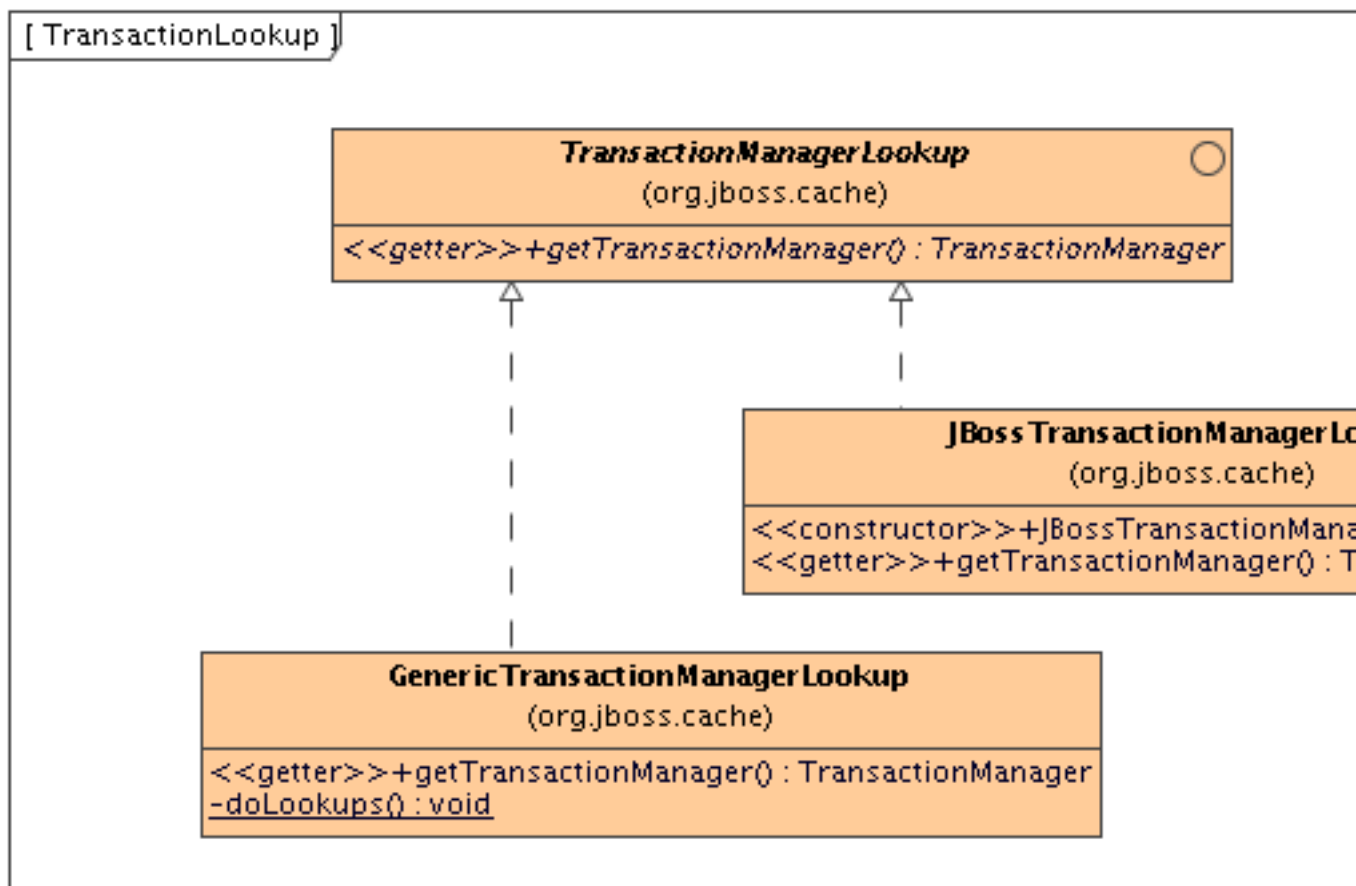 [ TransactionLookup ]
TransactionManagerLookup
(org.jboss.cache)
<<getter>>+getTransactionManager() : TransactionManager
JBossTransactionManagerLo
(org.jboss.cache)
<<constructor>>+JBossTransactionMana
<<getter>>+getTransactionManager() : T
GenericTransactionManagerLookup
(org.jboss.cache)
<<getter>>+getTransactionManager() : TransactionManager
-doLookups() : void